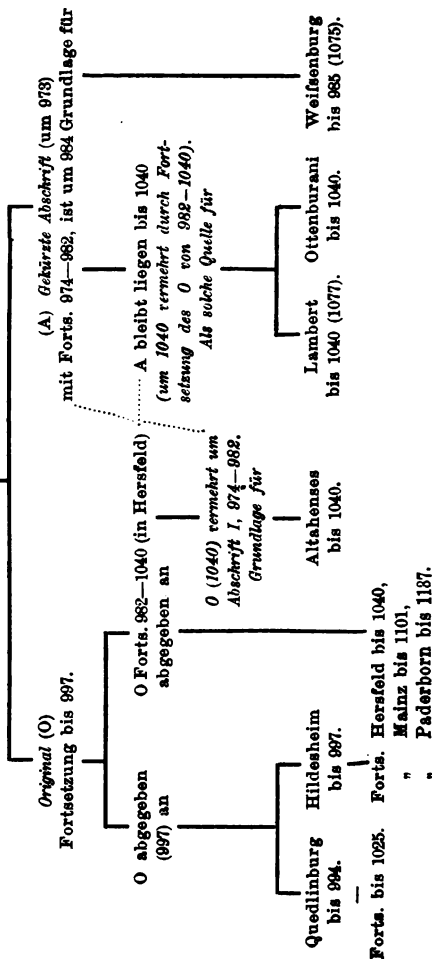 Original (O)
Fortsetzung bis 997.
(A) Gekürzte Abschrift (um 973)
mit Forts. 974—982, ist um 984 Grundlage für
O abgegeben
(997) an
O Forts. 982—1040 (in Hersfeld)
abgegeben an
A bleibt liegen bis 1040
(um 1040 vermehrt durch Fort-
setzung des O von 982—1040).
Als solche Quelle für
O (1040) vermehrt um
Abschrift I, 974—982.
Grundlage für
Quedlinburg
bis 994.
Forts. bis 1025.
Hildesheim
bis 997.
Forts. Hersfeld bis 1040,
" Mainz bis 1101,
" Paderborn bis 1137.
Altahenses
bis 1040.
Lambert
bis 1040 (1077).
Ottenburani
bis 1040.
Weißenburg
bis 985 (1075).